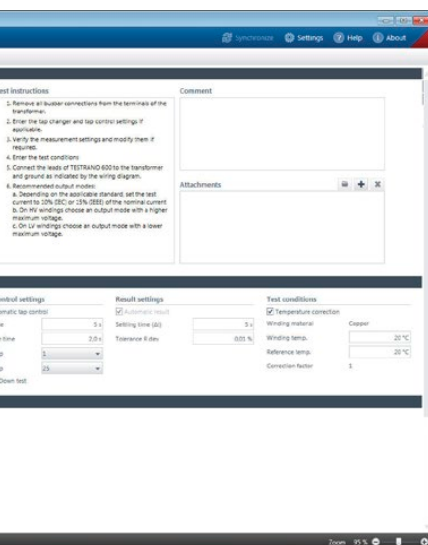 Synchronize Settings Help About
est instructions
Comment
1. Remove all busbar connections from the terminals of the
transformer.
2. Enter the tap changer and tap control settings if
applicable.
3. Verify the measurement settings and modify them if
required.
4. Enter the test conditions
5. Connect the leads of TESTRANO 600 to the transformer
and ground as indicated by the wiring diagram.
6. Recommended output modes:
a. Depending on the applicable standard, set the test
current to 10% (IEC) or 15% (IEEE) of the nominal current
b. On HV windings choose an output mode with a higher
maximum voltage.
c. On LV windings choose an output mode with a lower
maximum voltage.
Attachments
ontrol settings
Result settings
Test conditions
matic tap control
Automatic result
Temperature correction
e 5 s
Settling time (Δt) 5 s
Winding material Copper
time 2,0 s
Tolerance R dev 0.01 %
Winding temp. 20 °C
p 1
Reference temp. 20 °C
p 25
Correction factor 1
Down test
Zoom 95 %